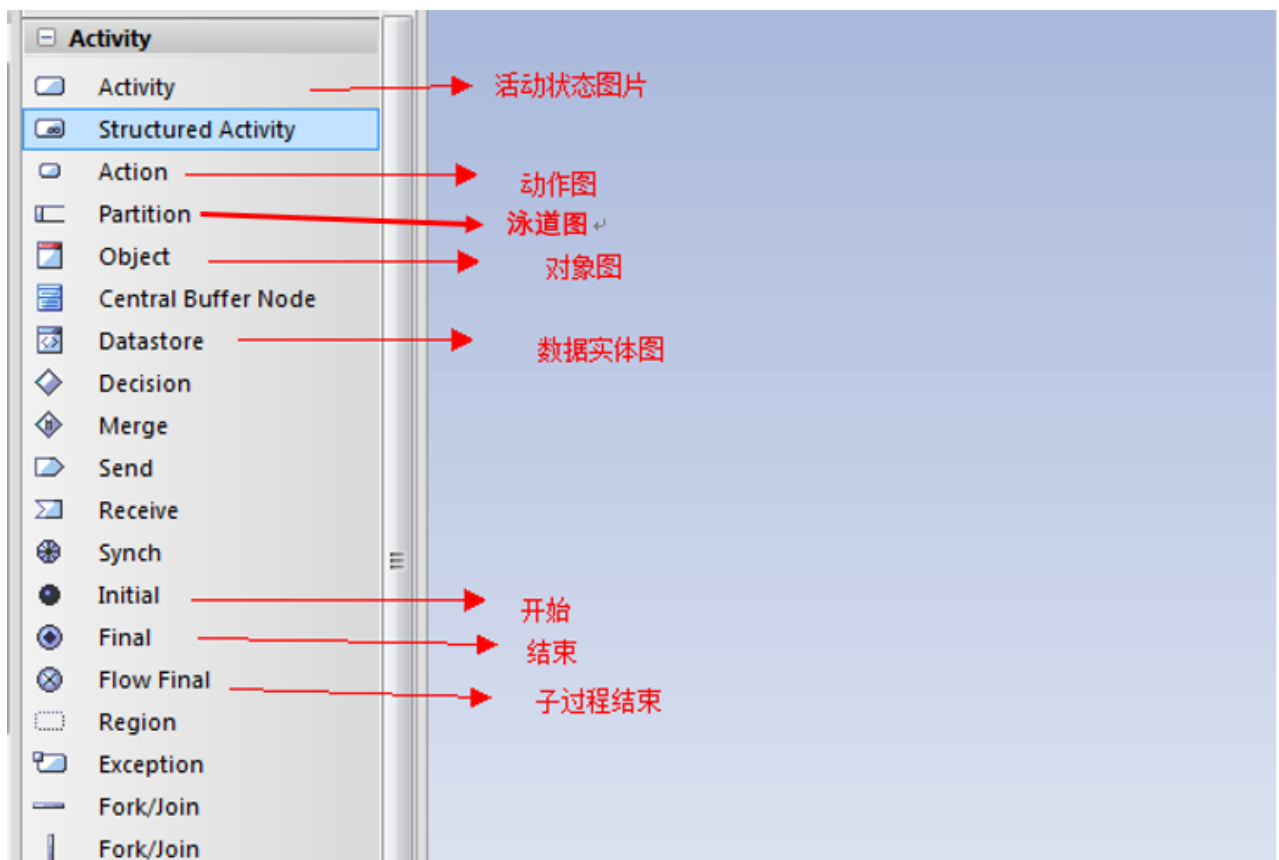 Activity
Activity 活动状态图片
Structured Activity
Action 动作图
Partition 泳道图
Object 对象图
Central Buffer Node
Datastore 数据实体图
Decision
Merge
Send
Receive
Synch
Initial 开始
Final 结束
Flow Final 子过程结束
Region
Exception
Fork/Join
Fork/Join